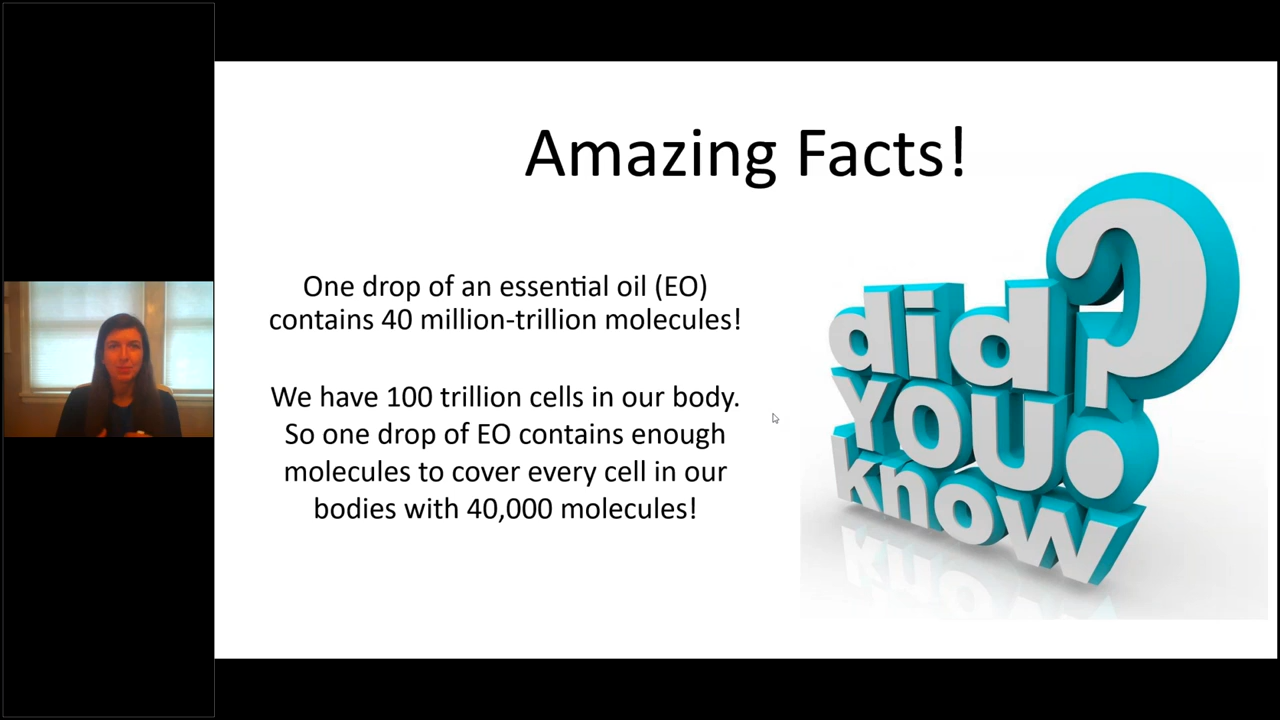 Amazing Facts!
One drop of an essential oil (EO)
contains 40 million-trillion molecules!
We have 100 trillion cells in our body.
So one drop of EO contains enough
molecules to cover every cell in our
bodies with 40,000 molecules!
did
YOU
know
?